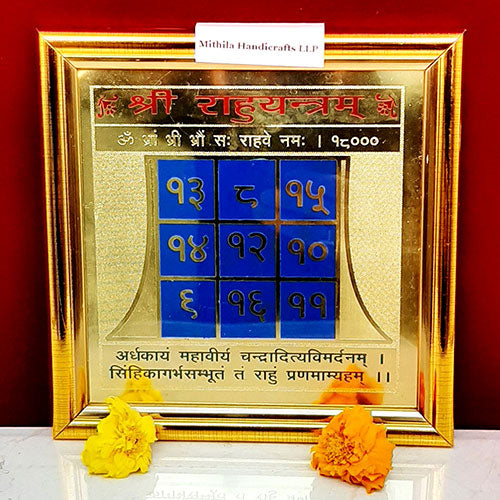 Mithila Handicrafts LLP
श्री राहुयन्त्रम्
ॐ भ्रां भ्रीं भ्रौं सः राहवे नमः । १८०००
१३ ८ १५
१४ १२ १०
९ १६ ११
अर्धकायं महावीर्यं चन्द्रादित्यविमर्दनम् ।
सिंहिकागर्भसम्भूतं तं राहुं प्रणमाम्यहम् ।।